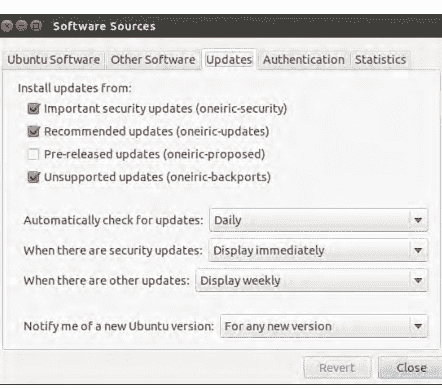 Software Sources
Ubuntu Software Other Software Updates Authentication Statistics
Install updates from:
Important security updates (oneiric-security)
Recommended updates (oneiric-updates)
Pre-released updates (oneiric-proposed)
Unsupported updates (oneiric-backports)
Automatically check for updates: Daily
When there are security updates: Display immediately
When there are other updates: Display weekly
Notify me of a new Ubuntu version: For any new version
Revert Close